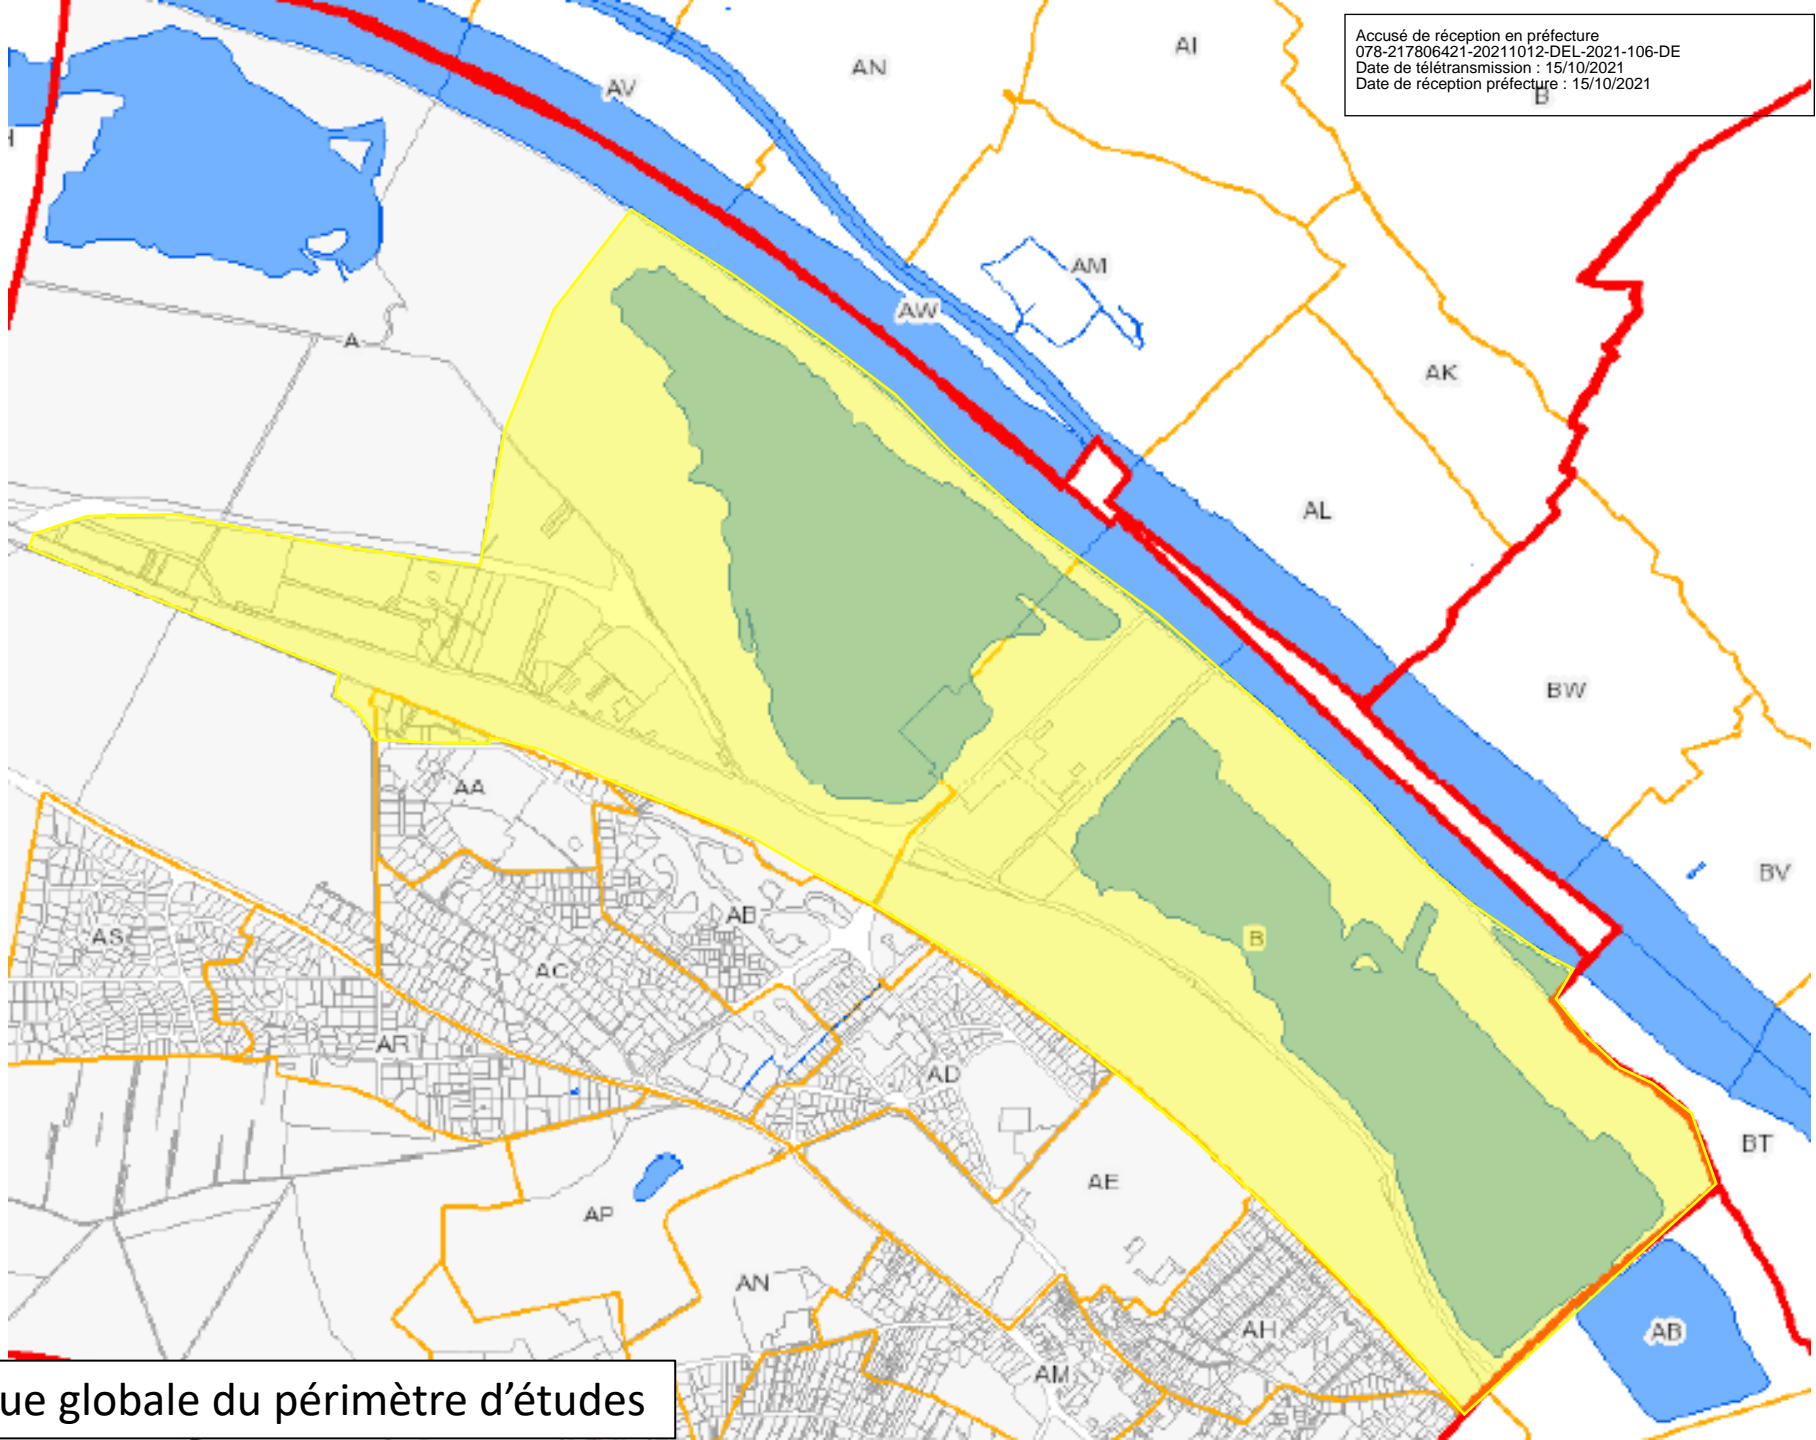 Accusé de réception en préfecture
078-217806421-20211012-DEL-2021-106-DE
Date de télétransmission : 15/10/2021
Date de réception préfecture : 15/10/2021
B
AI
AN
AV
AM
AW
A
AK
AL
BW
BV
AA
AB
AS
AC
B
AR
AD
BT
AE
AP
AN
AH
AB
AM
ue globale du périmètre d’études